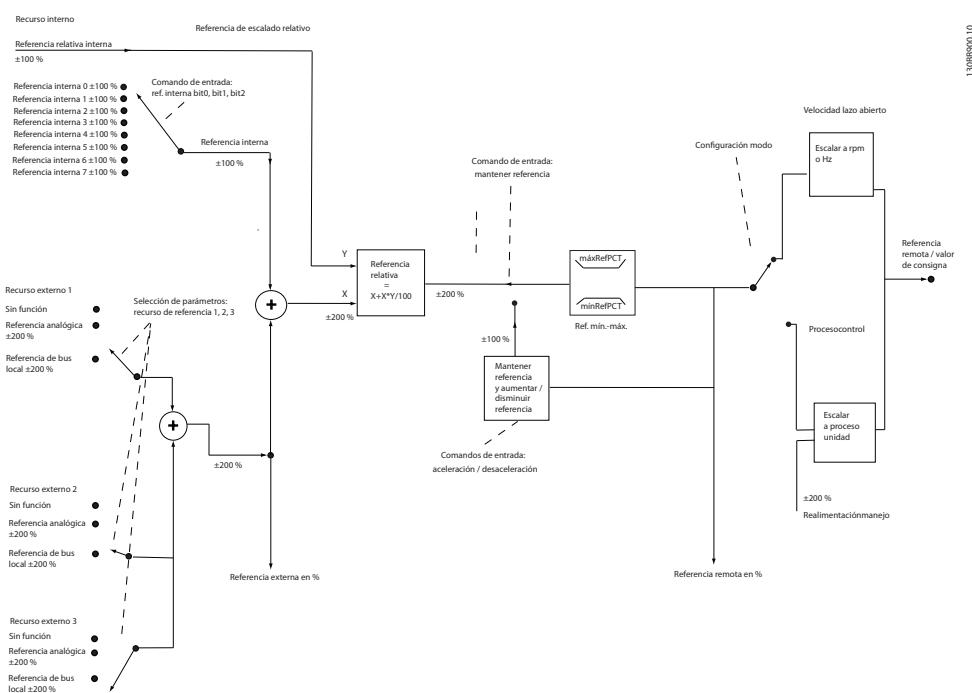 Recurso interno
Referencia de escalado relativo
Referencia relativa interna
±100 %
Referencia interna 0 ±100 %
Referencia interna 1 ±100 %
Referencia interna 2 ±100 %
Referencia interna 3 ±100 %
Referencia interna 4 ±100 %
Referencia interna 5 ±100 %
Referencia interna 6 ±100 %
Referencia interna 7 ±100 %
Comando de entrada:
ref. interna bit0, bit1, bit2
Referencia interna
±100 %
Y
X
±200 %
Referencia
relativa
=
X+X*Y/100
±200 %
Comando de entrada:
mantener referencia
máxRefPCT
mínRefPCT
Ref. mín.-máx.
±100 %
Mantener
referencia
y aumentar /
disminuir
referencia
Comandos de entrada:
aceleración / desaceleración
Configuración modo
Velocidad lazo abierto
Escalar a rpm
o Hz
Referencia
remota / valor
de consigna
Procesocontrol
Escalar
a proceso
unidad
±200 %
Realimentaciónmanejo
Referencia remota en %
Recurso externo 1
Sin función
Referencia analógica
±200 %
Referencia de bus
local ±200 %
Selección de parámetros:
recurso de referencia 1, 2, 3
+
+
±200 %
Referencia externa en %
Recurso externo 2
Sin función
Referencia analógica
±200 %
Referencia de bus
local ±200 %
Recurso externo 3
Sin función
Referencia analógica
±200 %
Referencia de bus
local ±200 %
130BB900.10